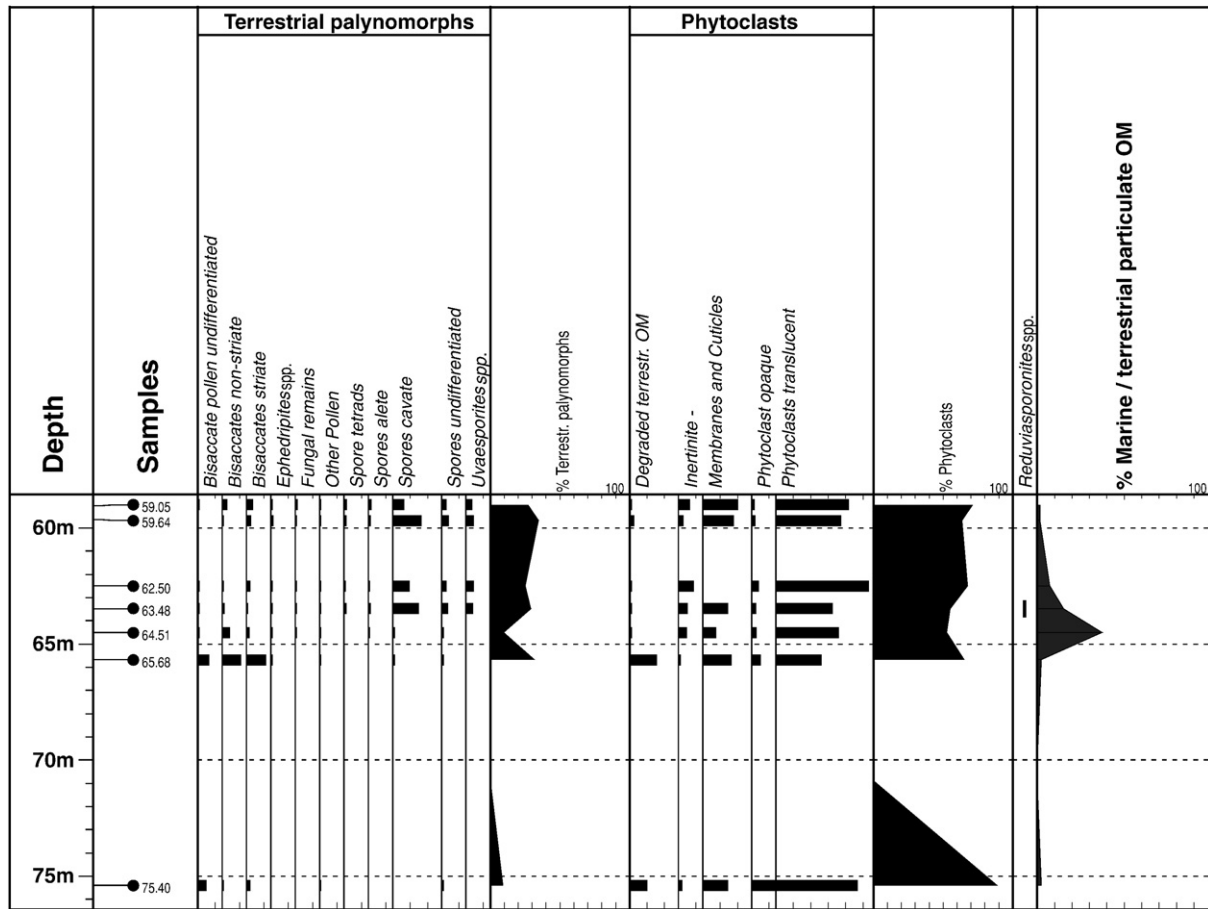 Terrestrial palynomorphs
Phytoclasts
Depth
Samples
Bisaccate pollen undifferentiated
Bisaccates non-striate
Bisaccates striate
Ephedripites spp.
Fungal remains
Other Pollen
Spore tetrads
Spores alete
Spores cavate
Spores undifferentiated
Uvaesporites spp.
% Terrestr. palynomorphs
100
Degraded terrestr. OM
Inertinite -
Membranes and Cuticles
Phytoclast opaque
Phytoclasts translucent
% Phytoclasts
100
Reduviasporonites spp.
% Marine / terrestrial particulate OM
100
59.05
60m
59.64
62.50
63.48
64.51
65m
65.68
70m
75m
75.40